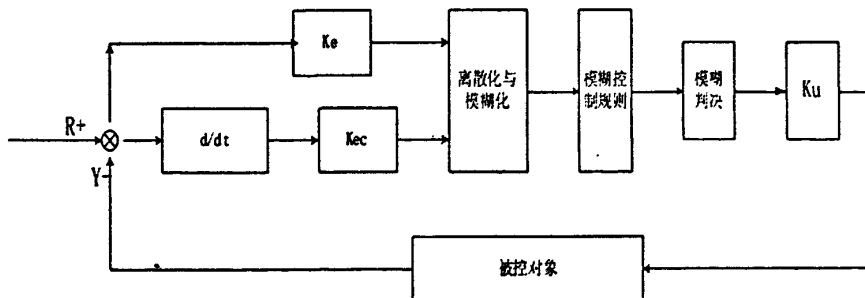 Ke
离散化与
模糊化
模糊控
制规则
模糊
判决
Ku
R+
d/dt
Kec
Y-
被控对象